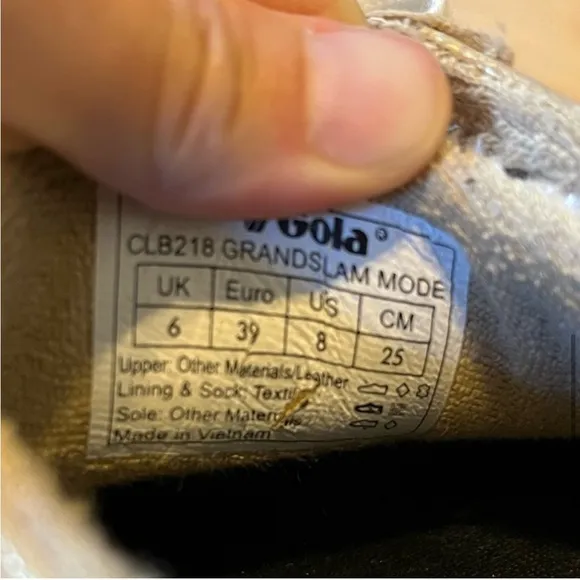 Gola®
CLB218 GRANDSLAM MODE
UK Euro US CM
6 39 8 25
Upper: Other Materials/Leather
Lining & Sock: Textile
Sole: Other Materials
Made in Vietnam